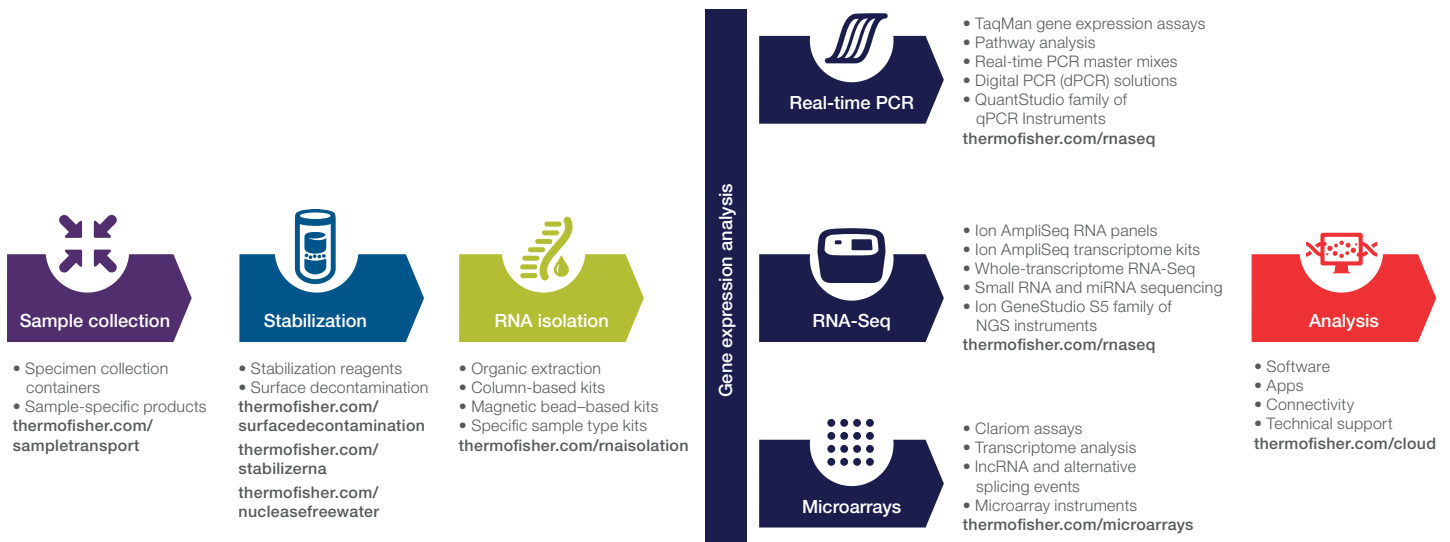 Sample collection
• Specimen collection
containers
• Sample-specific products
thermofisher.com/
sampletransport
Stabilization
• Stabilization reagents
• Surface decontamination
thermofisher.com/
surfacedecontamination
thermofisher.com/
stabilizerna
thermofisher.com/
nucleasefreewater
RNA isolation
• Organic extraction
• Column-based kits
• Magnetic bead–based kits
• Specific sample type kits
thermofisher.com/rnaisolation
Gene expression analysis
Real-time PCR
• TaqMan gene expression assays
• Pathway analysis
• Real-time PCR master mixes
• Digital PCR (dPCR) solutions
• QuantStudio family of
qPCR Instruments
thermofisher.com/rnaseq
RNA-Seq
• Ion AmpliSeq RNA panels
• Ion AmpliSeq transcriptome kits
• Whole-transcriptome RNA-Seq
• Small RNA and miRNA sequencing
• Ion GeneStudio S5 family of
NGS instruments
thermofisher.com/rnaseq
Microarrays
• Clariom assays
• Transcriptome analysis
• lncRNA and alternative
splicing events
• Microarray instruments
thermofisher.com/microarrays
Analysis
• Software
• Apps
• Connectivity
• Technical support
thermofisher.com/cloud